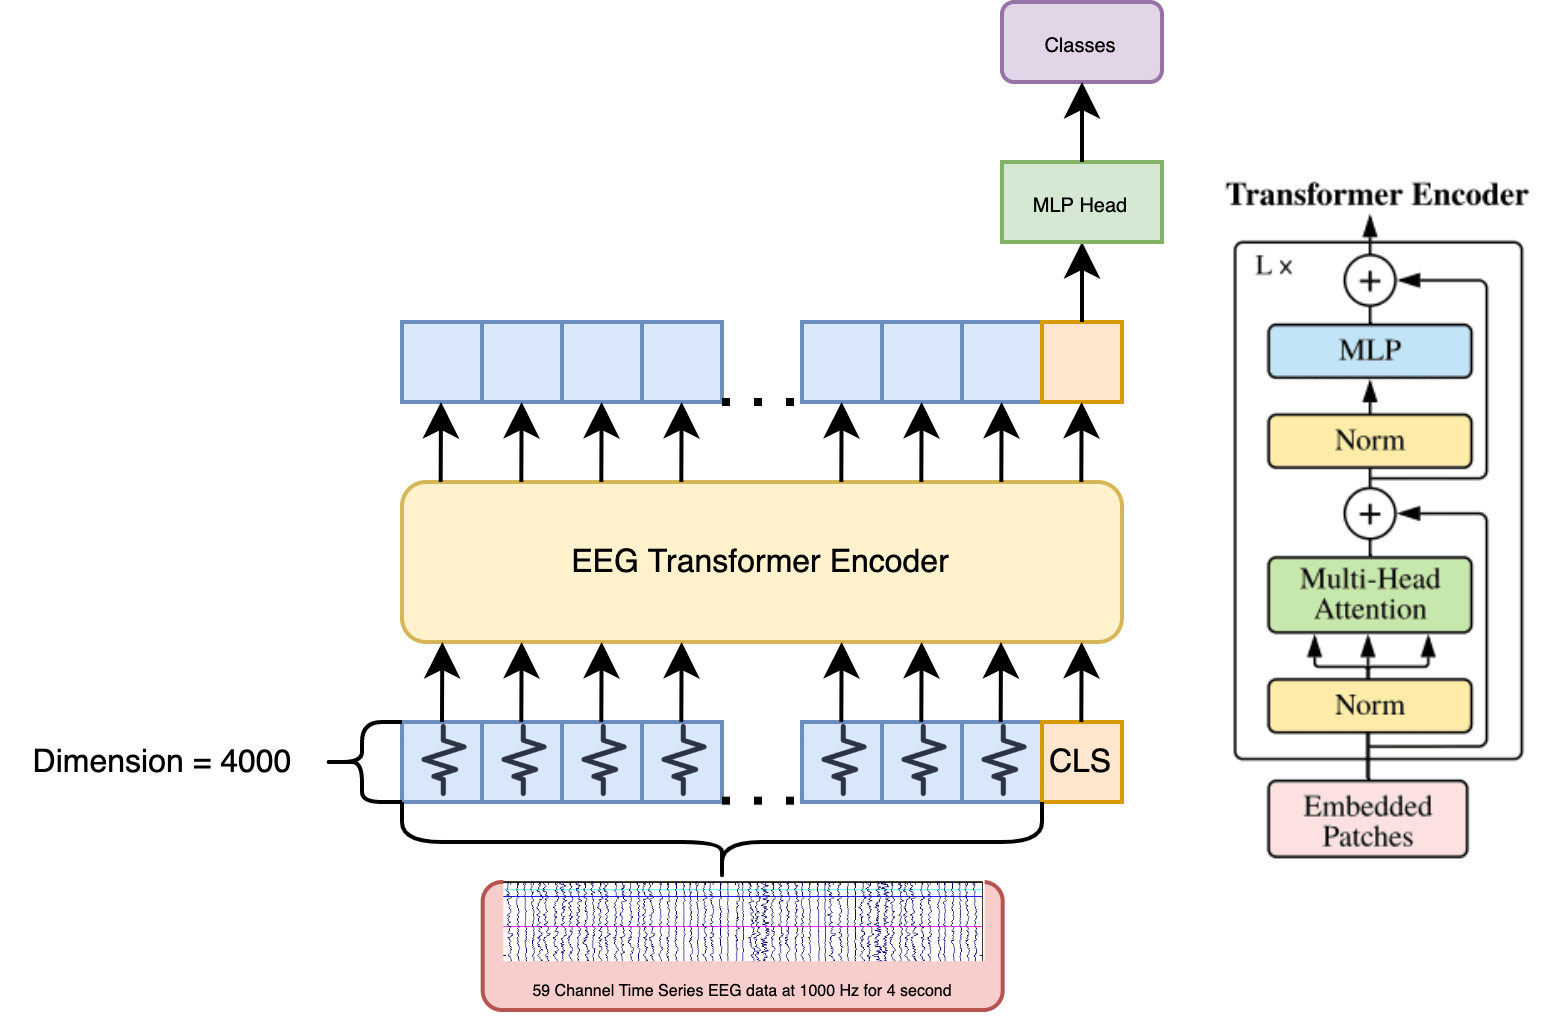 Classes
MLP Head
Transformer Encoder
L ×
MLP
Norm
EEG Transformer Encoder
Multi-Head
Attention
Norm
Dimension = 4000
CLS
Embedded
Patches
59 Channel Time Series EEG data at 1000 Hz for 4 second